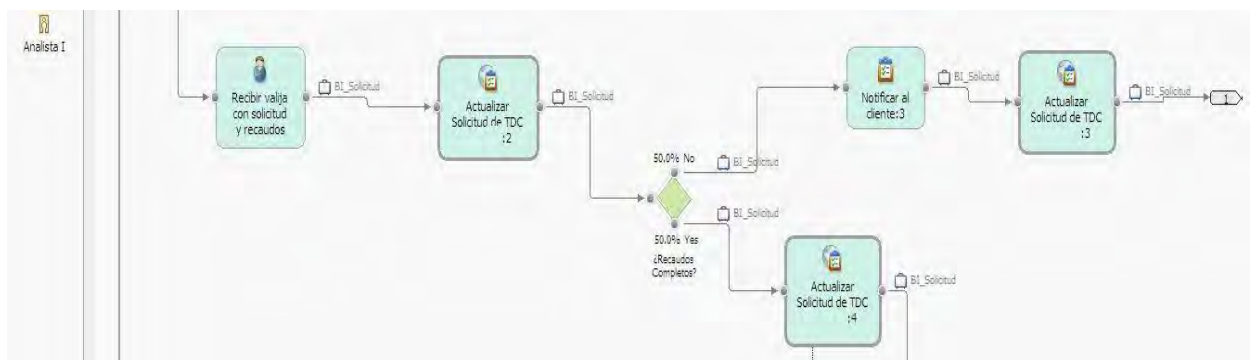 Analista I
Recibir valija
con solicitud
y recaudos
BI_Solicitud
Actualizar
Solicitud de TDC
:2
BI_Solicitud
50.0% No
BI_Solicitud
50.0% Yes
¿Recaudos
Completos?
BI_Solicitud
Notificar al
cliente:3
BI_Solicitud
Actualizar
Solicitud de TDC
:3
BI_Solicitud
1
Actualizar
Solicitud de TDC
:4
BI_Solicitud